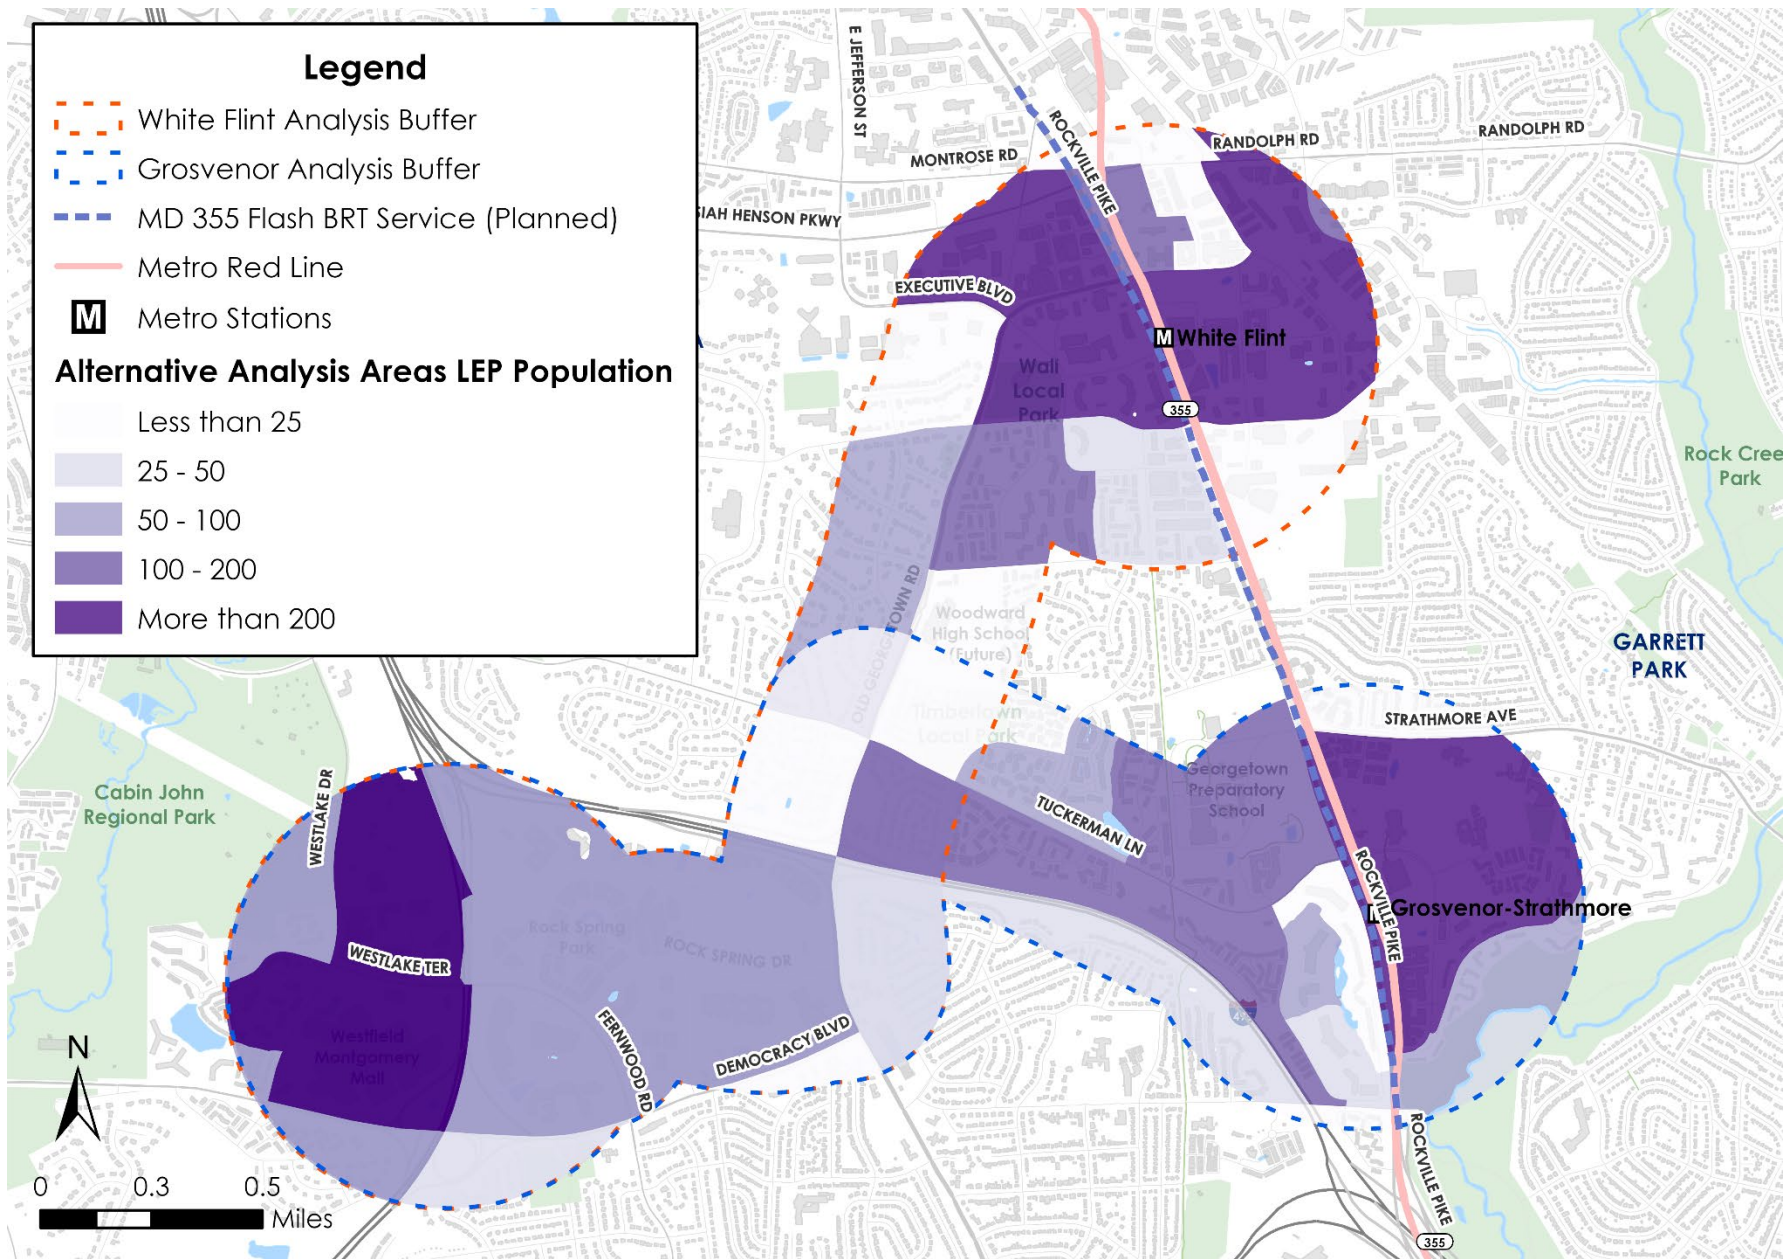 Legend
White Flint Analysis Buffer
Grosvenor Analysis Buffer
MD 355 Flash BRT Service (Planned)
Metro Red Line
M Metro Stations
Alternative Analysis Areas LEP Population
Less than 25
25 - 50
50 - 100
100 - 200
More than 200
E JEFFERSON ST
ROCKVILLE PIKE
MONTROSE RD
RANDOLPH RD
RANDOLPH RD
IAH HENSON PKWY
EXECUTIVE BLVD
M White Flint
Wall
Local
Park
355
Rock Cree
Park
OLD GEORGETOWN RD
Woodward
High School
(Future)
GARRETT
PARK
Timbertown
Local Park
STRATHMORE AVE
Georgetown
Preparatory
School
TUCKERMAN LN
Cabin John
Regional Park
WESTLAKE DR
ROCKVILLE PIKE
Grosvenor-Strathmore
Rock Spring
Park
ROCK SPRING DR
WESTLAKE TER
495
FERNWOOD RD
DEMOCRACY BLVD
Westfield
Montgomery
Mall
N
ROCKVILLE PIKE
0 0.3 0.5
Miles
355